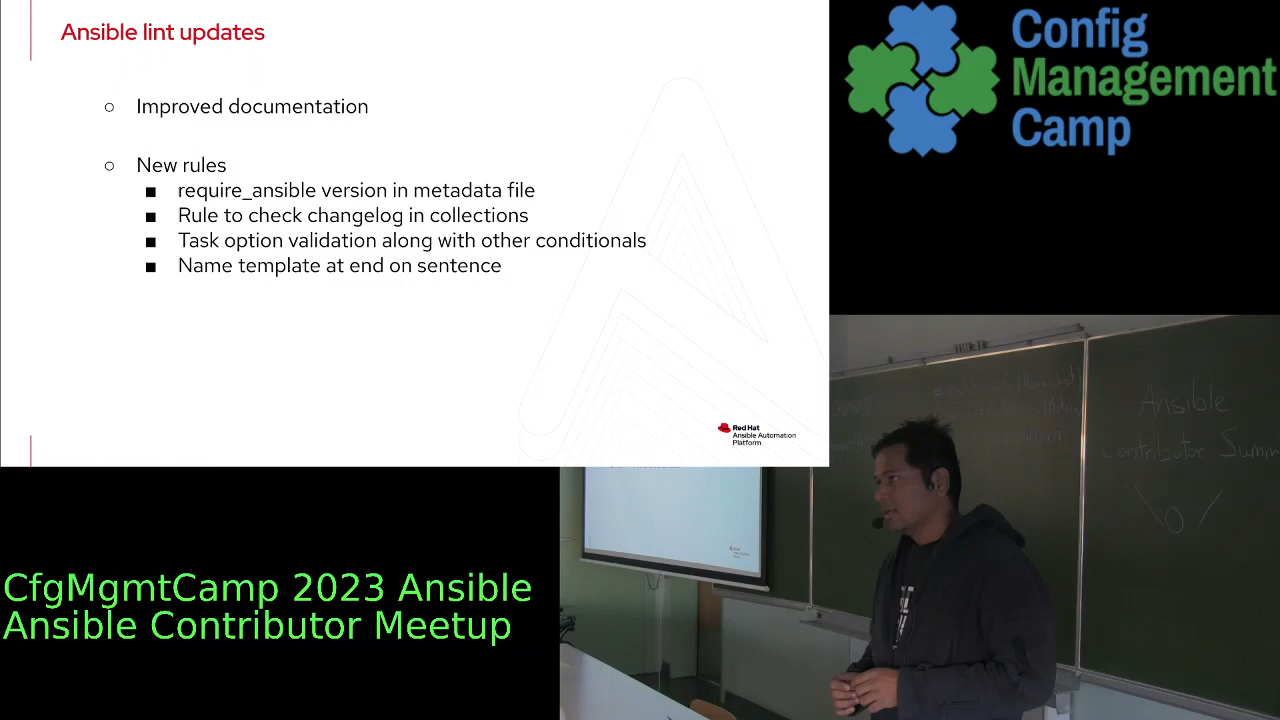 Ansible lint updates
○ Improved documentation
○ New rules
■ require_ansible version in metadata file
■ Rule to check changelog in collections
■ Task option validation along with other conditionals
■ Name template at end on sentence
Red Hat
Ansible Automation
Platform
Config
Management
Camp
Ansible
Contributor Summ
CfgMgmtCamp 2023 Ansible
Ansible Contributor Meetup